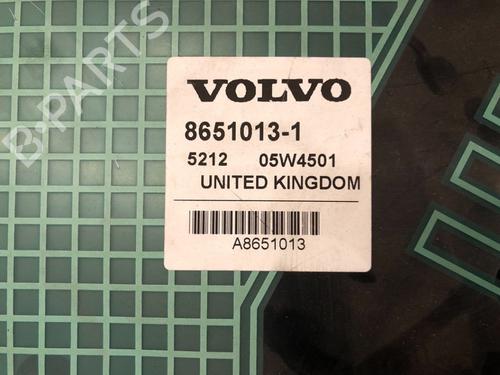 B-PARTS
VOLVO
8651013-1
5212 05W4501
UNITED KINGDOM
A8651013